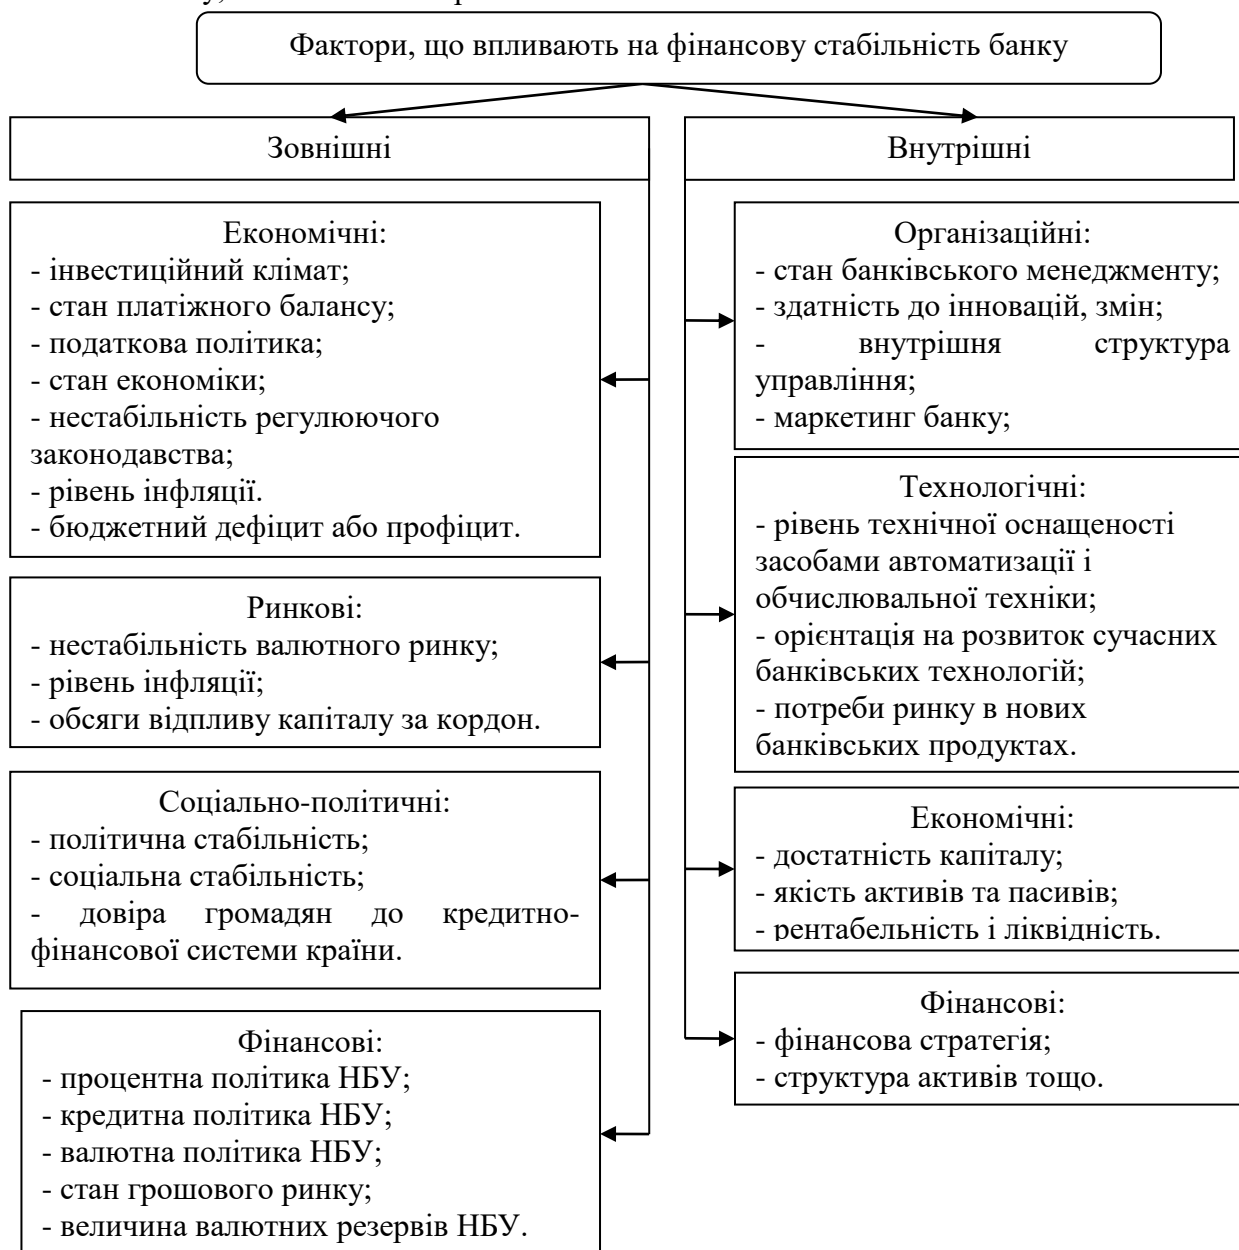 Фактори, що впливають на фінансову стабільність банку
Зовнішні
Економічні:
- інвестиційний клімат;
- стан платіжного балансу;
- податкова політика;
- стан економіки;
- нестабільність регулюючого
законодавства;
- рівень інфляції.
- бюджетний дефіцит або профіцит.
Ринкові:
- нестабільність валютного ринку;
- рівень інфляції;
- обсяги відпливу капіталу за кордон.
Соціально-політичні:
- політична стабільність;
- соціальна стабільність;
- довіра громадян до кредитно-
фінансової системи країни.
Фінансові:
- процентна політика НБУ;
- кредитна політика НБУ;
- валютна політика НБУ;
- стан грошового ринку;
- величина валютних резервів НБУ.
Внутрішні
Організаційні:
- стан банківського менеджменту;
- здатність до інновацій, змін;
- внутрішня структура
управління;
- маркетинг банку;
Технологічні:
- рівень технічної оснащеності
засобами автоматизації і
обчислювальної техніки;
- орієнтація на розвиток сучасних
банківських технологій;
- потреби ринку в нових
банківських продуктах.
Економічні:
- достатність капіталу;
- якість активів та пасивів;
- рентабельність і ліквідність.
Фінансові:
- фінансова стратегія;
- структура активів тощо.